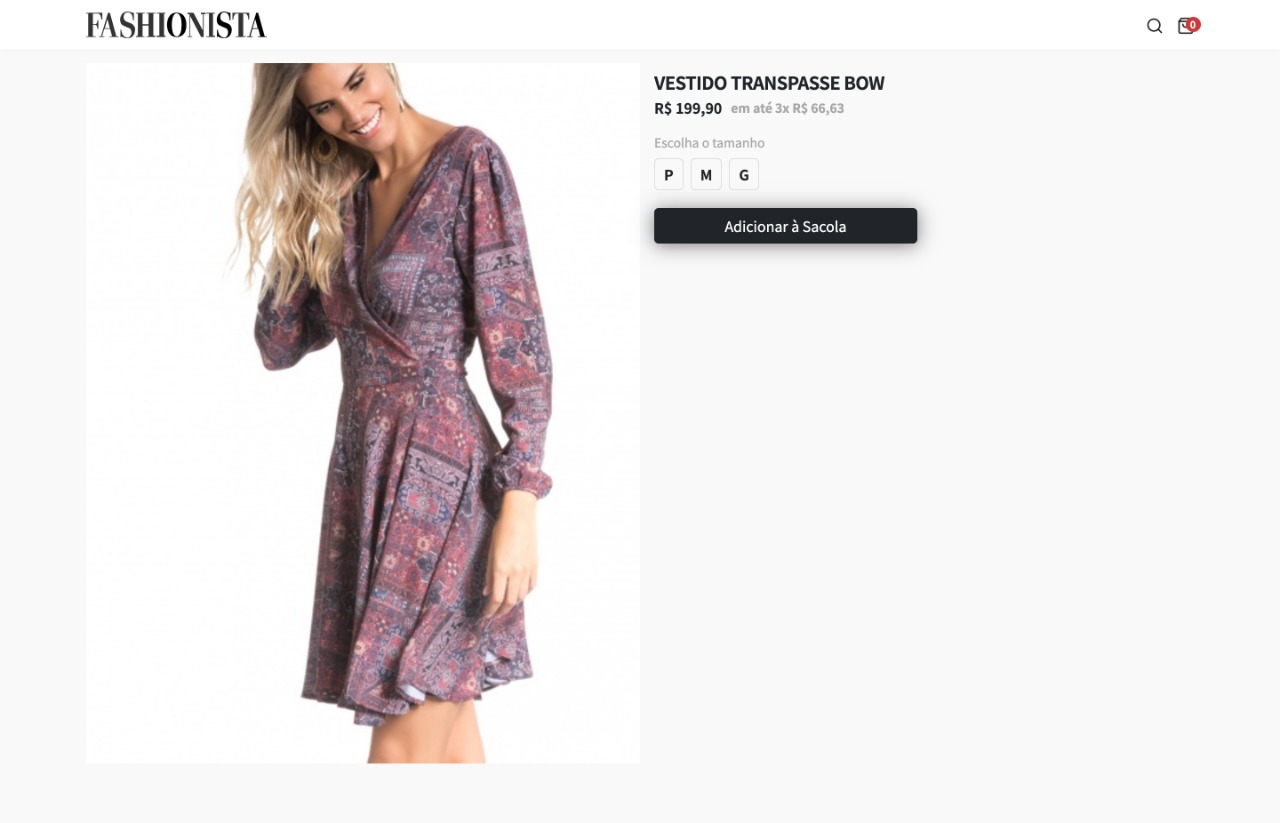 FASHIONISTA
0
VESTIDO TRANSPASSE BOW
R$ 199,90 em até 3x R$ 66,63
Escolha o tamanho
P M G
Adicionar à Sacola